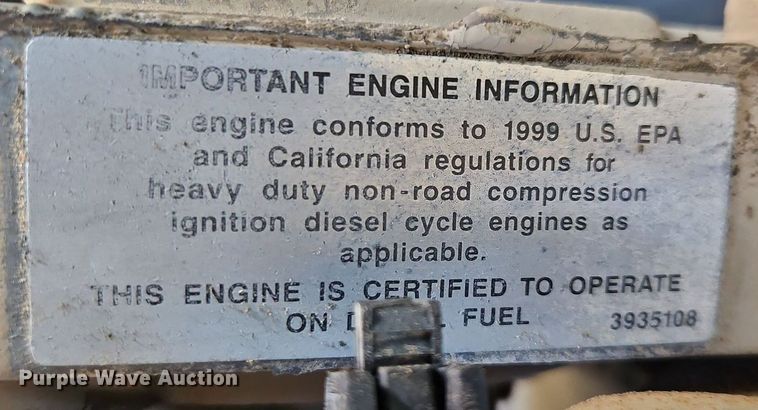 IMPORTANT ENGINE INFORMATION
This engine conforms to 1999 U.S. EPA
and California regulations for
heavy duty non-road compression
ignition diesel cycle engines as
applicable.
THIS ENGINE IS CERTIFIED TO OPERATE
ON FUEL 3935108
Purple Wave Auction